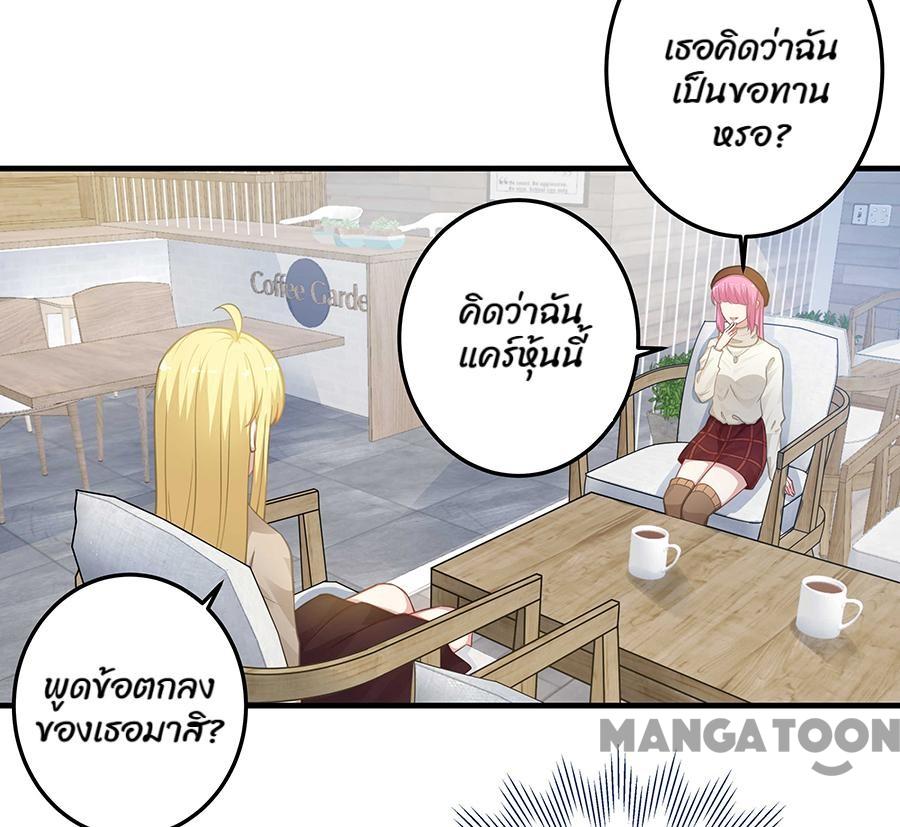 เธอคิดว่าฉัน
เป็นขอทาน
หรอ?
คิดว่าฉัน
แคร์หุ้นนี้
Coffee Garde
พูดข้อตกลง
ของเธอมาสิ?
MANGATOON